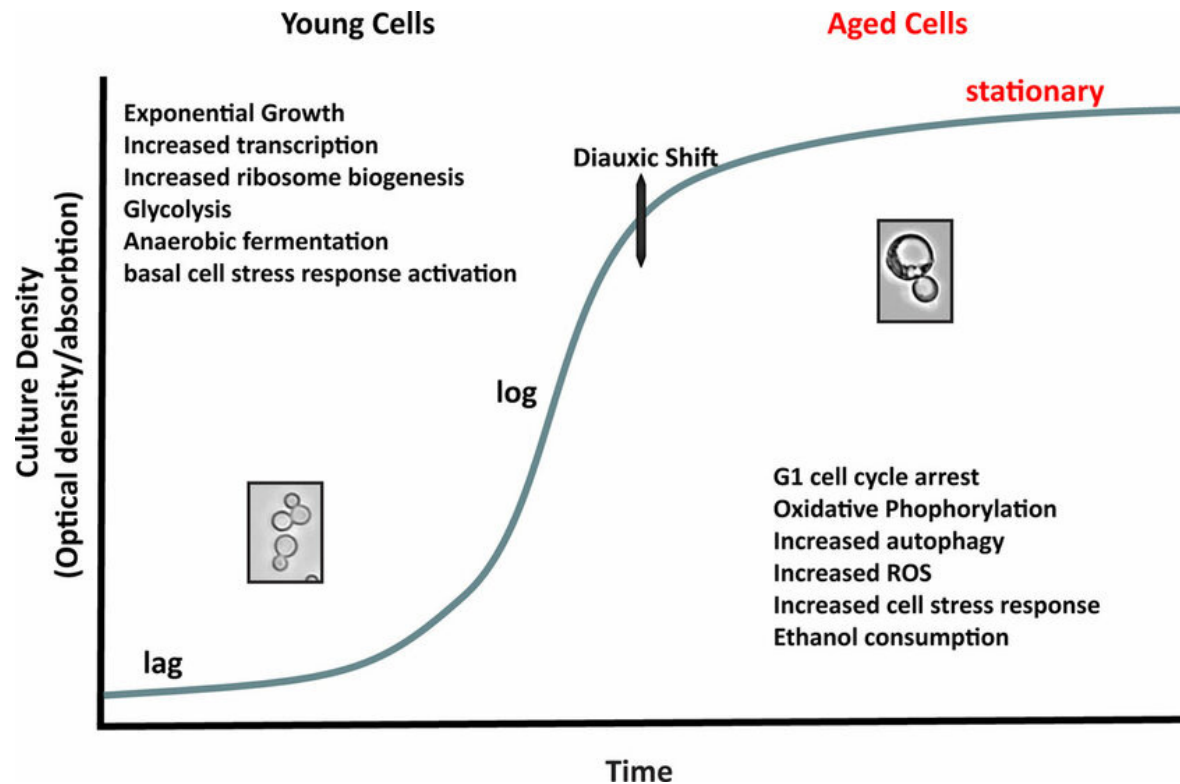 Young Cells
Aged Cells
stationary
Exponential Growth
Increased transcription
Increased ribosome biogenesis
Glycolysis
Anaerobic fermentation
basal cell stress response activation
Diauxic Shift
Culture Density
(Optical density/absorbtion)
log
lag
G1 cell cycle arrest
Oxidative Phophorylation
Increased autophagy
Increased ROS
Increased cell stress response
Ethanol consumption
Time